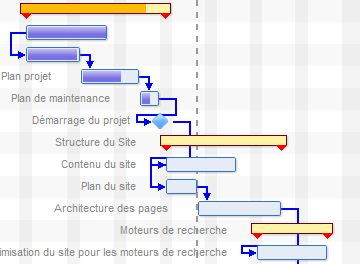 Plan projet
Plan de maintenance
Démarrage du projet
Structure du Site
Contenu du site
Plan du site
Architecture des pages
Moteurs de recherche
du site pour les moteurs de recherche